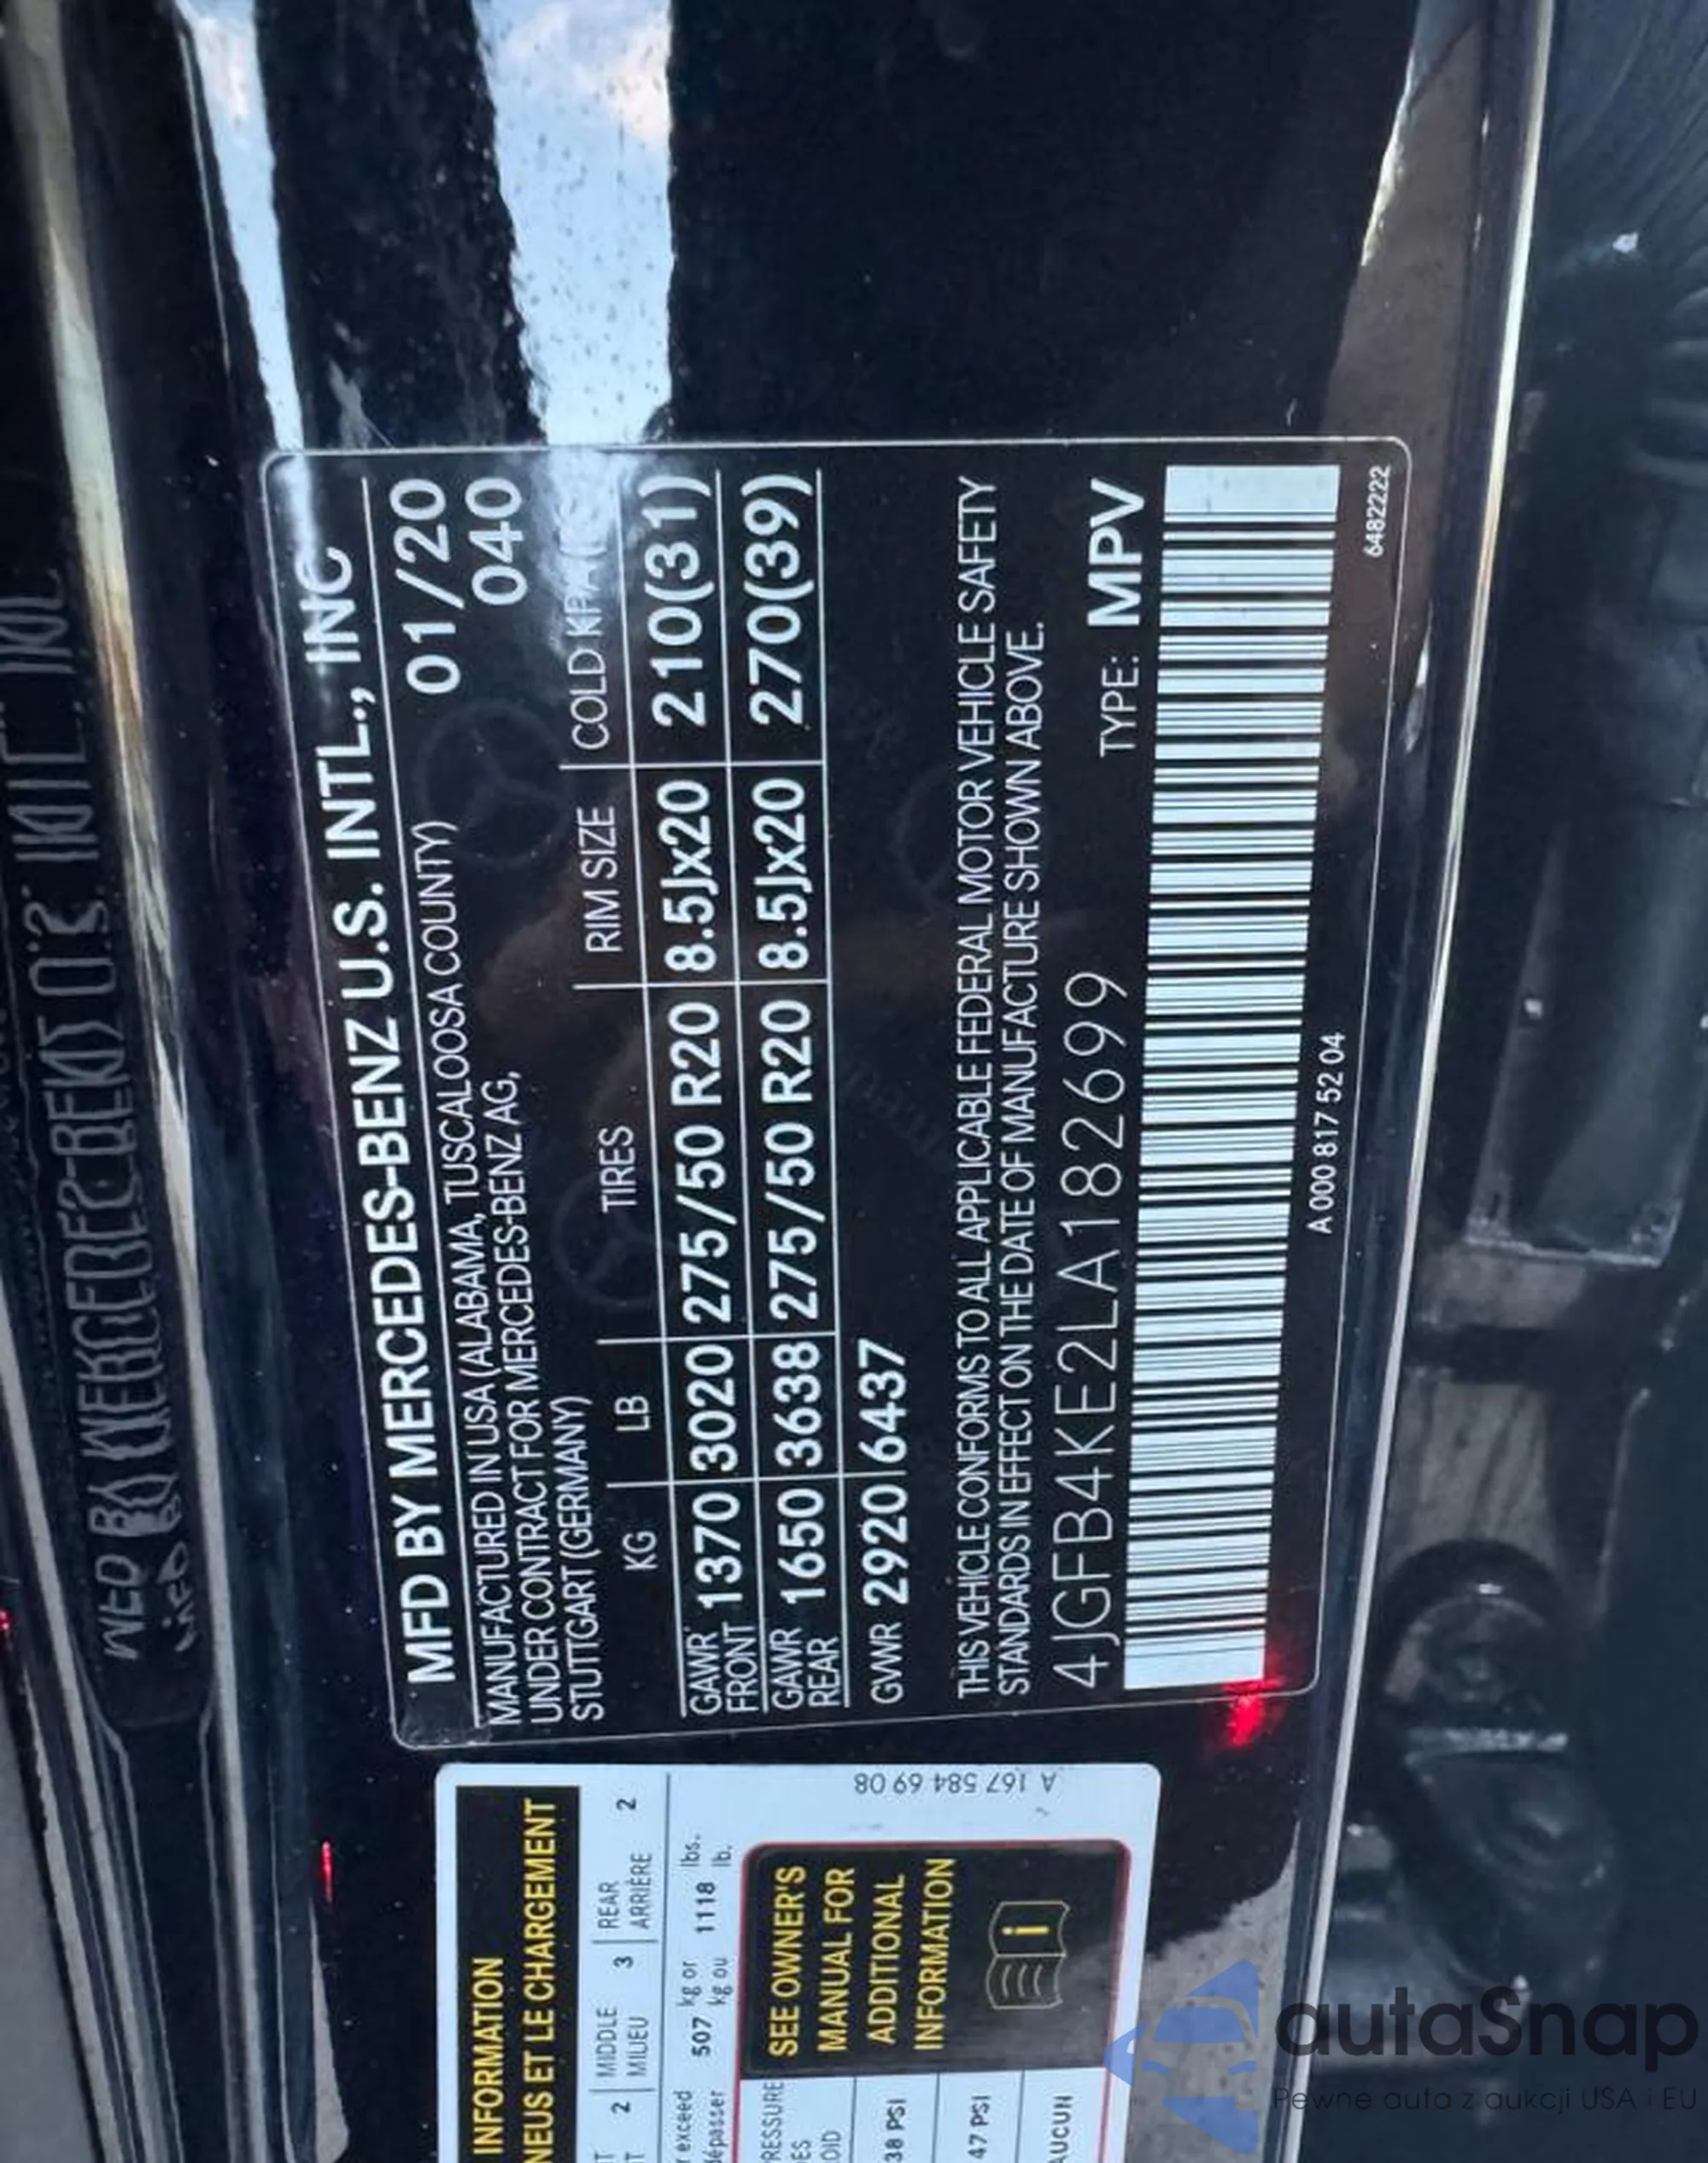 MFD BY MERCEDES-BENZ U.S. INTL., INC
MANUFACTURED IN USA (ALABAMA, TUSCALOOSA COUNTY) 01/20
UNDER CONTRACT FOR MERCEDES-BENZ AG, 040
STUTTGART (GERMANY)
KG LB TIRES RIM SIZE COLD KPA
GAWR FRONT 1370 3020 275/50 R20 8.5Jx20 210(31)
GAWR REAR 1650 3638 275/50 R20 8.5Jx20 270(39)
GVWR 2920 6437
THIS VEHICLE CONFORMS TO ALL APPLICABLE FEDERAL MOTOR VEHICLE SAFETY
STANDARDS IN EFFECT ON THE DATE OF MANUFACTURE SHOWN ABOVE.
4JGFB4KE2LA182699 TYPE: MPV
A 000 817 52 04
6482222
INFORMATION
ET LE CHARGEMENT
2 MIDDLE 3 REAR 2
MILIEU ARRIÈRE
exceed 507 kg or 1118 lbs.
dépasser kg ou lb.
SEE OWNER'S
MANUAL FOR
ADDITIONAL
INFORMATION
i
38 PSI
47 PSI
A 167 584 69 08
autaSnap
Pewne auta z aukcji USA i EU